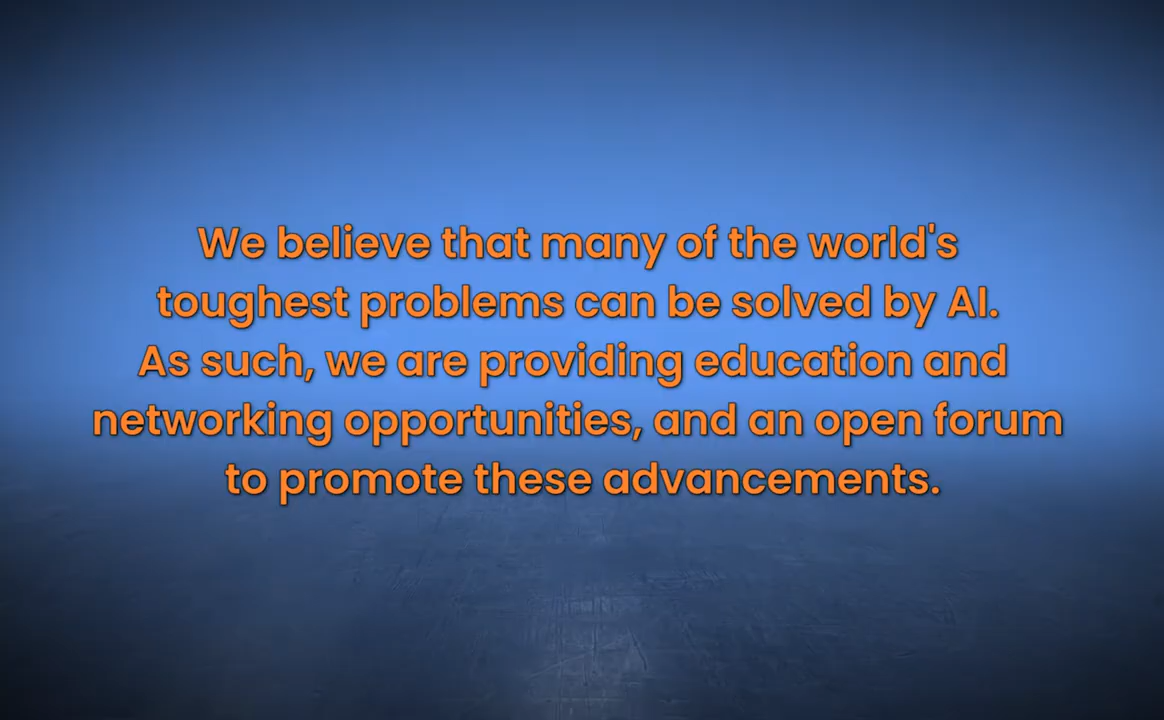 We believe that many of the world's
toughest problems can be solved by AI.
As such, we are providing education and
networking opportunities, and an open forum
to promote these advancements.